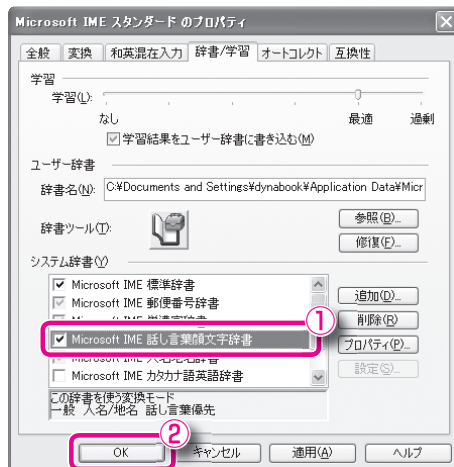 Microsoft IME スタンダード のプロパティ
全般 変換 和英混在入力 辞書/学習 オートコレクト 互換性
学習
学習(L):
なし 最適 過剰
学習結果をユーザー辞書に書き込む(M)
ユーザー辞書
辞書名(N): C:¥Documents and Settings¥dynabook¥Application Data¥Micr
参照(B)...
辞書ツール(T):
修復(F)...
システム辞書(Y)
Microsoft IME 標準辞書
追加(D)...
Microsoft IME 郵便番号辞書
①
削除(R)
Microsoft IME 話し言葉顔文字辞書
プロパティ(P)...
Microsoft IME 人名地名辞書
設定(S)...
Microsoft IME カタカナ語英語辞書
この辞書を使う変換モード
一般 人名/地名 話し言葉優先
②
OK キャンセル 適用(A) ヘルプ